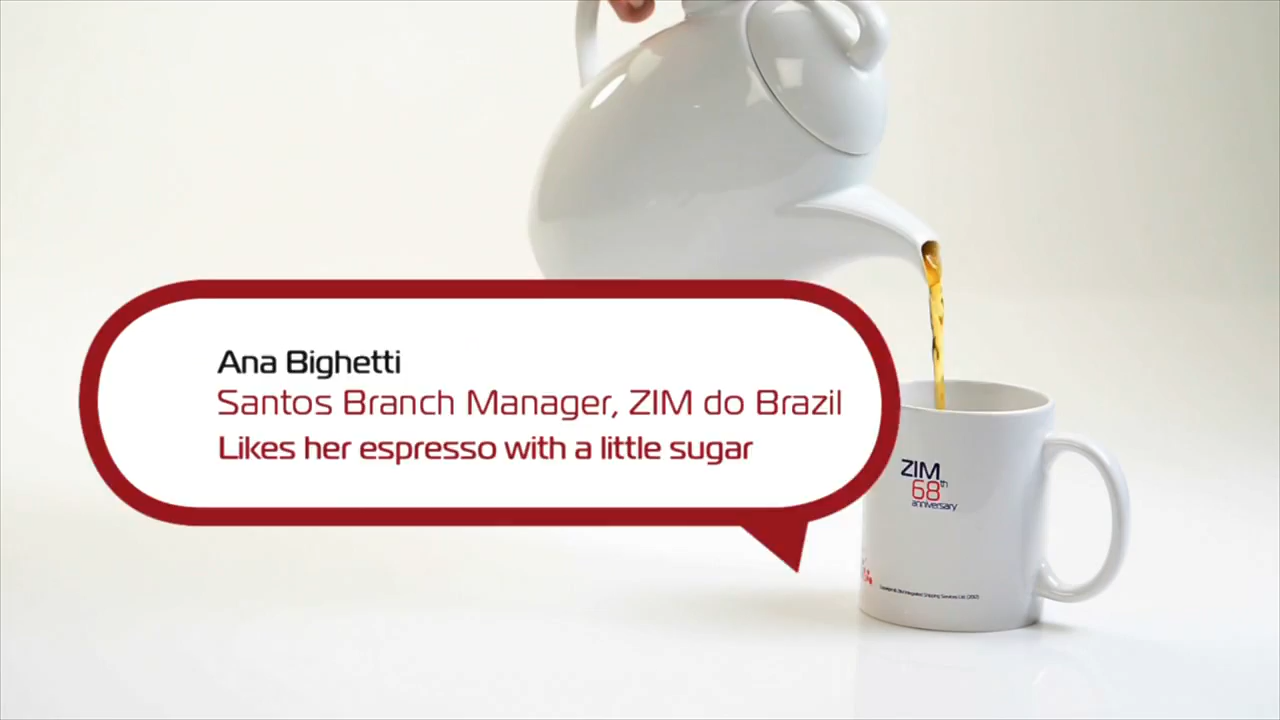 Ana Bighetti
Santos Branch Manager, ZIM do Brazil
Likes her espresso with a little sugar
ZIM
68th
anniversary